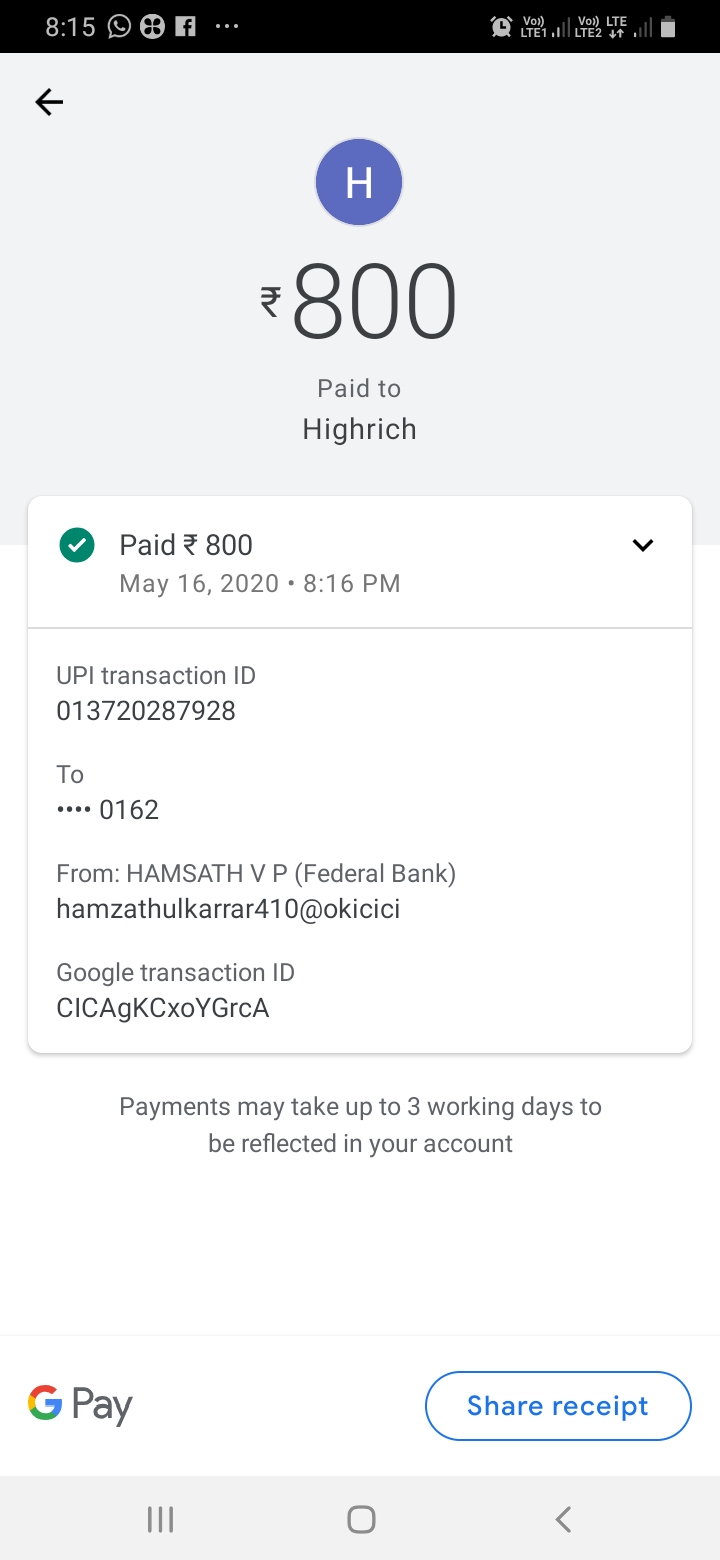 8:15
Vo) LTE1 Vo) LTE2 LTE
H
₹800
Paid to
Highrich
Paid ₹ 800
May 16, 2020 • 8:16 PM
UPI transaction ID
013720287928
To
•••• 0162
From: HAMSATH V P (Federal Bank)
hamzathulkarrar410@okicici
Google transaction ID
CICAgKCxoYGrcA
Payments may take up to 3 working days to
be reflected in your account
G Pay
Share receipt